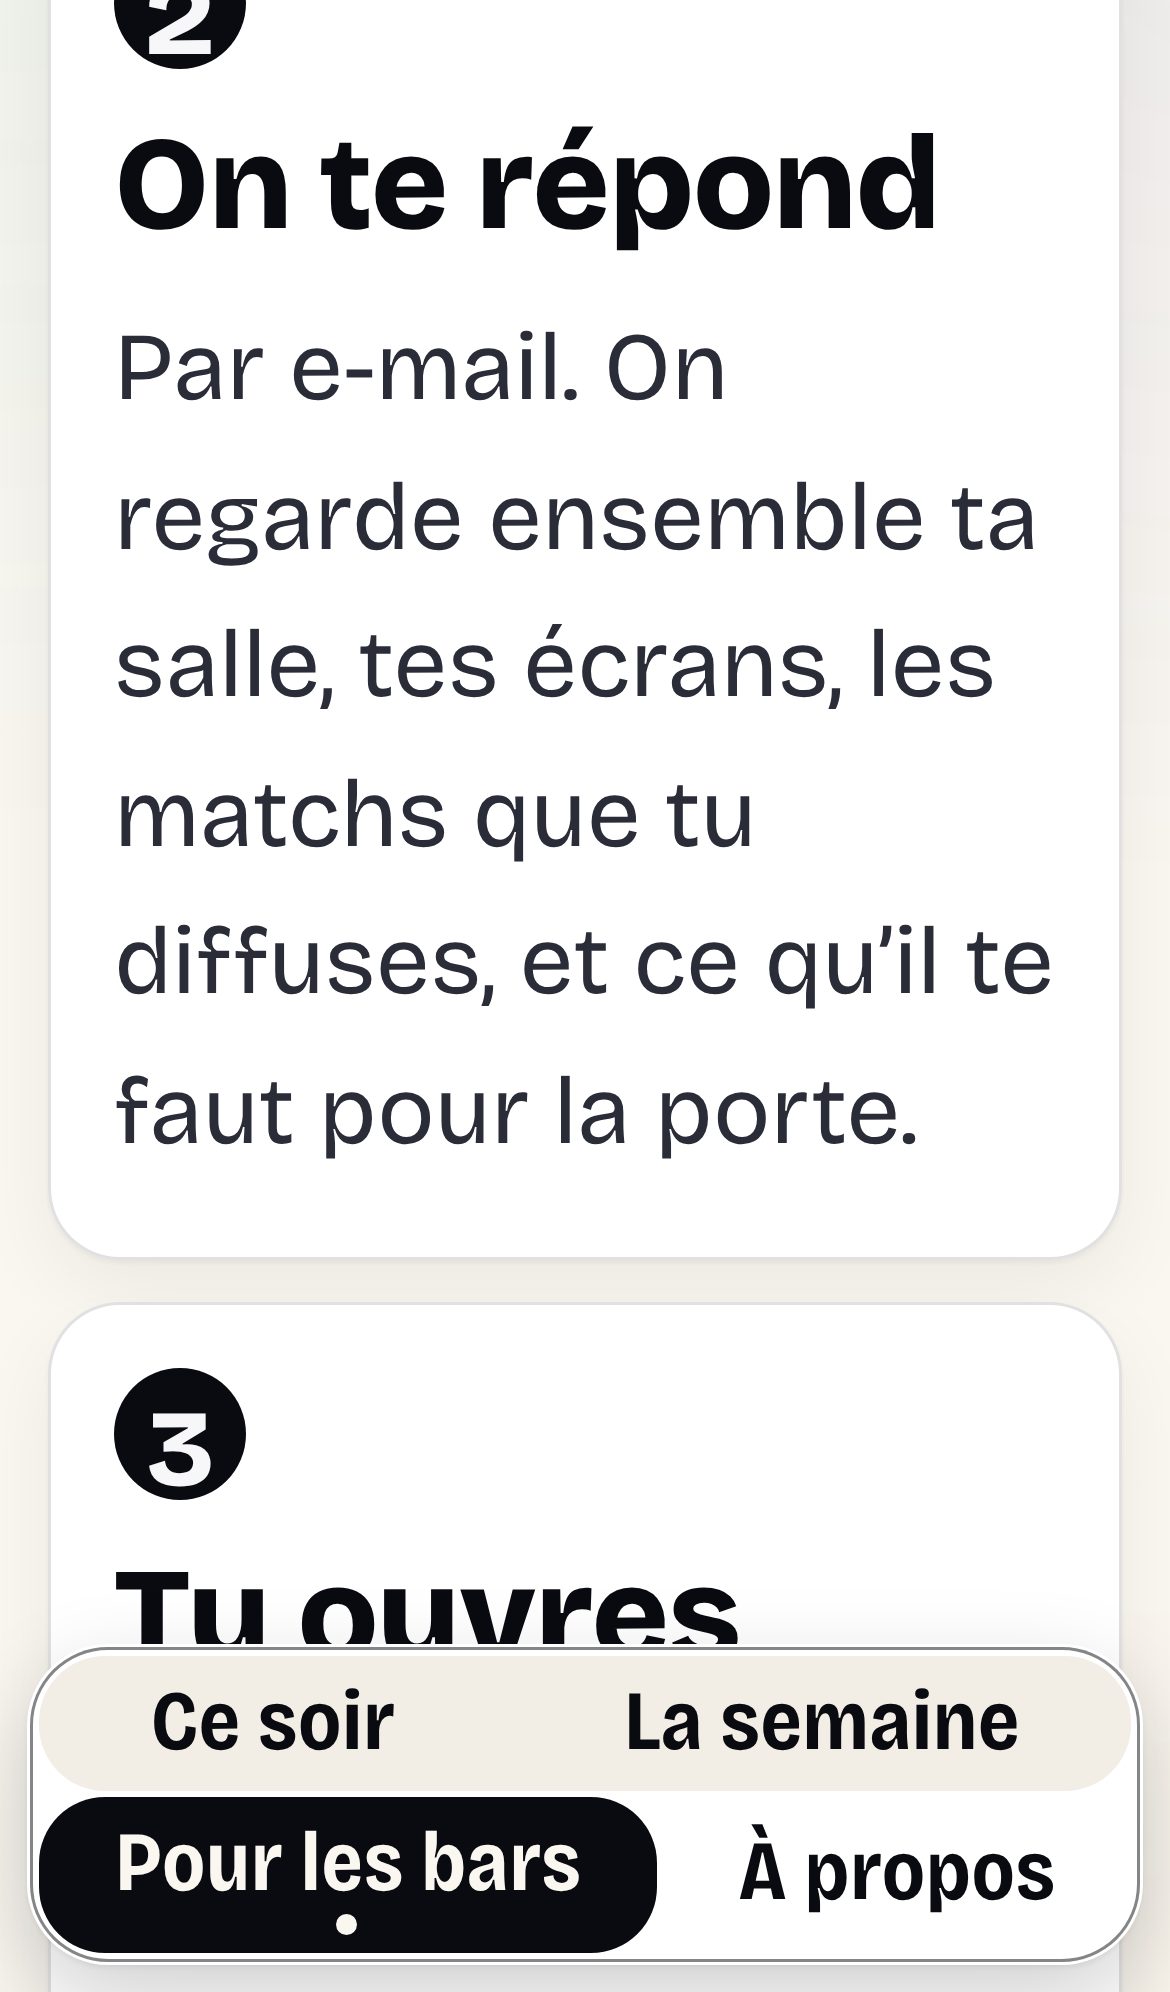 2
On te répond
Par e-mail. On
regarde ensemble ta
salle, tes écrans, les
matchs que tu
diffuses, et ce qu’il te
faut pour la porte.
3
Tu ouvres
Ce soir
La semaine
Pour les bars
À propos